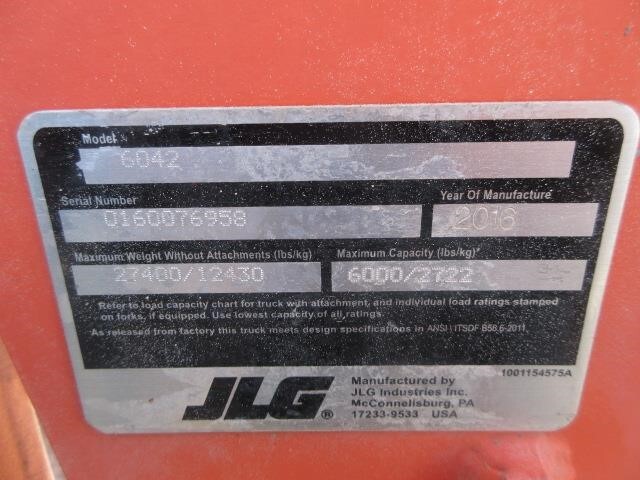 Model
6042
Serial Number
Year Of Manufacture
0160076958
2016
Maximum Weight Without Attachments (lbs/kg)
Maximum Capacity (lbs/kg)*
27400/12430
6000/2722
Refer to load capacity chart for truck with attachment, and individual load ratings stamped
on forks, if equipped. Use lowest capacity of all ratings.
As released from factory this truck meets design specifications in ANSI \ ITSDF B56.6-2011.
1001154575A
JLG®
Manufactured by
JLG Industries Inc.
McConnellsburg, PA
17233-9533 USA